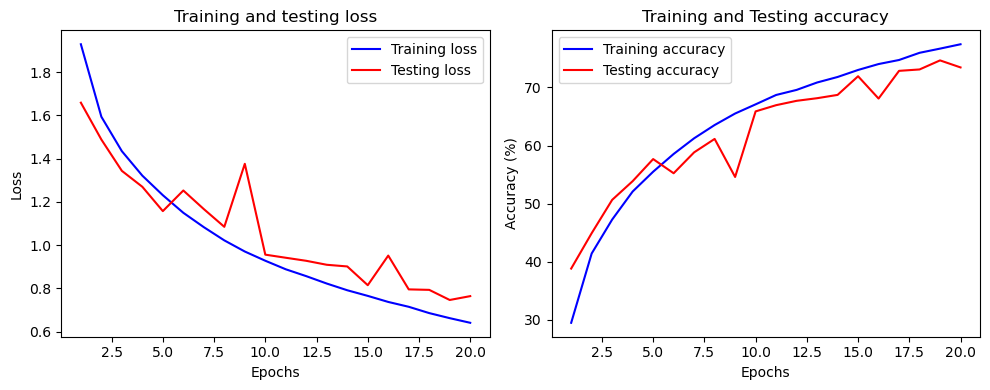 Training and testing loss
Training loss
Testing loss
1.8
1.6
1.4
1.2
1.0
0.8
0.6
Loss
2.5
5.0
7.5
10.0
12.5
15.0
17.5
20.0
Epochs
Training and Testing accuracy
Training accuracy
Testing accuracy
70
60
50
40
30
Accuracy (%)
2.5
5.0
7.5
10.0
12.5
15.0
17.5
20.0
Epochs